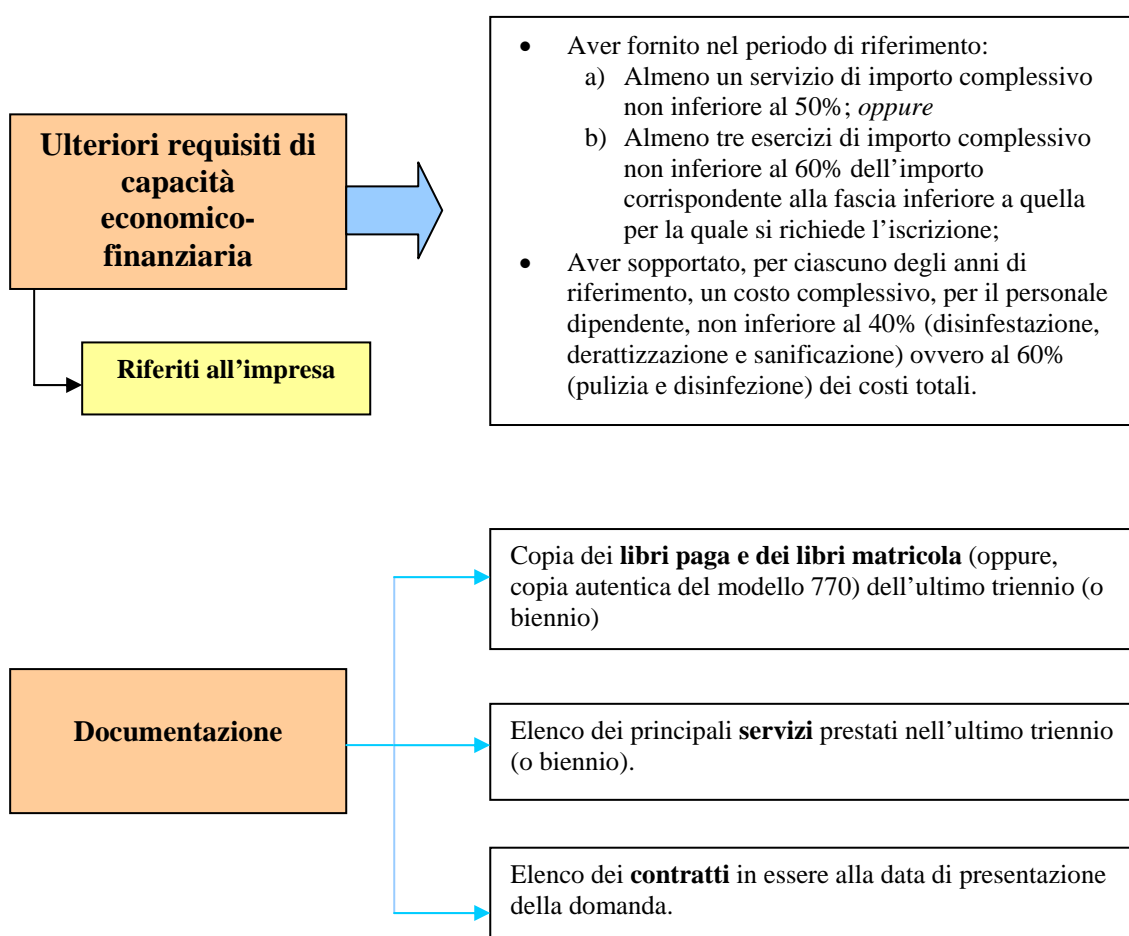 Ulteriori requisiti di
capacità
economico-
finanziaria
Riferiti all'impresa
• Aver fornito nel periodo di riferimento:
a) Almeno un servizio di importo complessivo
non inferiore al 50%; oppure
b) Almeno tre esercizi di importo complessivo
non inferiore al 60% dell'importo
corrispondente alla fascia inferiore a quella
per la quale si richiede l'iscrizione;
• Aver sopportato, per ciascuno degli anni di
riferimento, un costo complessivo, per il personale
dipendente, non inferiore al 40% (disinfestazione,
derattizzazione e sanificazione) ovvero al 60%
(pulizia e disinfezione) dei costi totali.
Documentazione
Copia dei libri paga e dei libri matricola (oppure,
copia autentica del modello 770) dell'ultimo triennio (o
biennio)
Elenco dei principali servizi prestati nell'ultimo triennio
(o biennio).
Elenco dei contratti in essere alla data di presentazione
della domanda.